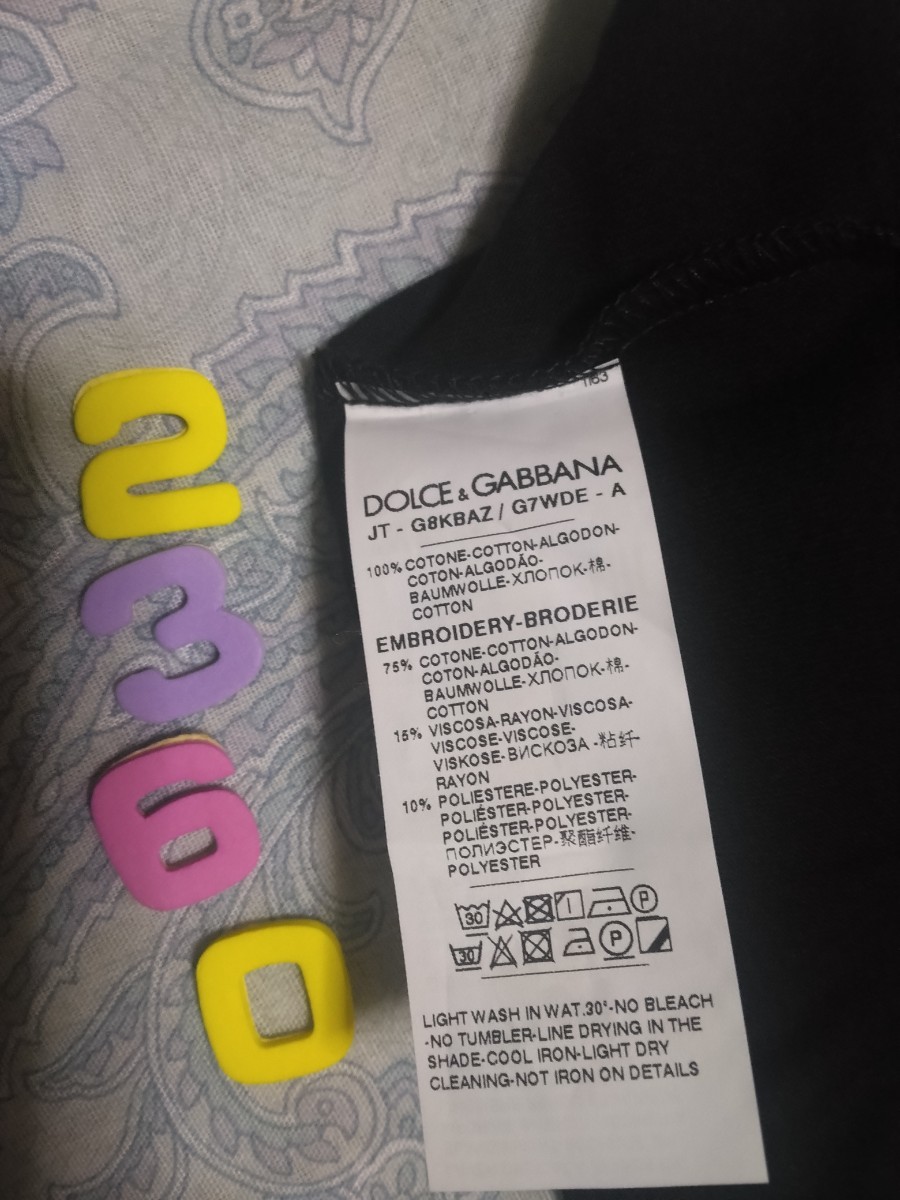 2
3
6
0
1163
DOLCE & GABBANA
JT - G8KBAZ / G7WDE - A
100% COTONE-COTTON-ALGODON-
COTON-ALGODÃO-
BAUMWOLLE-ХЛОПОК-棉-
COTTON
EMBROIDERY-BRODERIE
75% COTONE-COTTON-ALGODON-
COTON-ALGODÃO-
BAUMWOLLE-ХЛОПОК-棉-
COTTON
15% VISCOSA-RAYON-VISCOSA-
VISCOSE-VISCOSE-
VISKOSE-ВИСКОЗА-粘纤-
RAYON
10% POLIESTERE-POLYESTER-
POLIÉSTER-POLYESTER-
POLIÉSTER-POLYESTER-
ПОЛИЭСТЕР-聚酯纤维-
POLYESTER
30 P
30 P
LIGHT WASH IN WAT.30°-NO BLEACH
-NO TUMBLER-LINE DRYING IN THE
SHADE-COOL IRON-LIGHT DRY
CLEANING-NOT IRON ON DETAILS